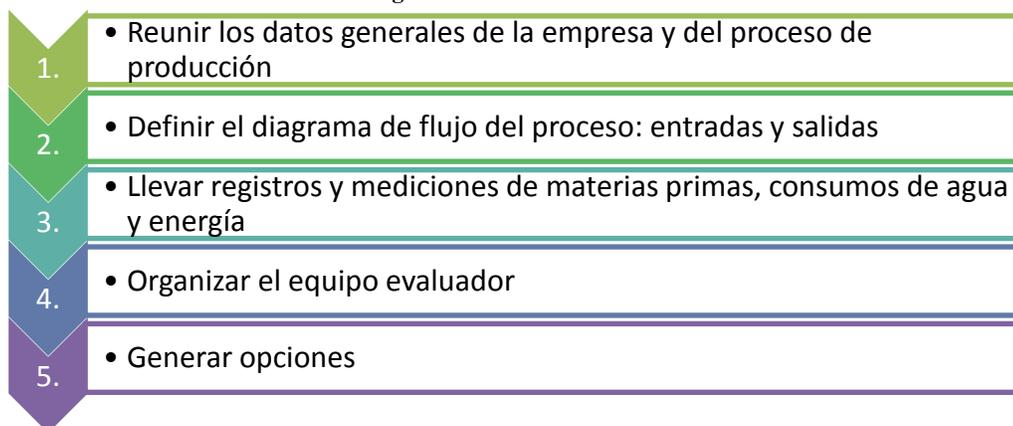 1.
• Reunir los datos generales de la empresa y del proceso de
producción
2.
• Definir el diagrama de flujo del proceso: entradas y salidas
3.
• Llevar registros y mediciones de materias primas, consumos de agua
y energía
4.
• Organizar el equipo evaluador
5.
• Generar opciones